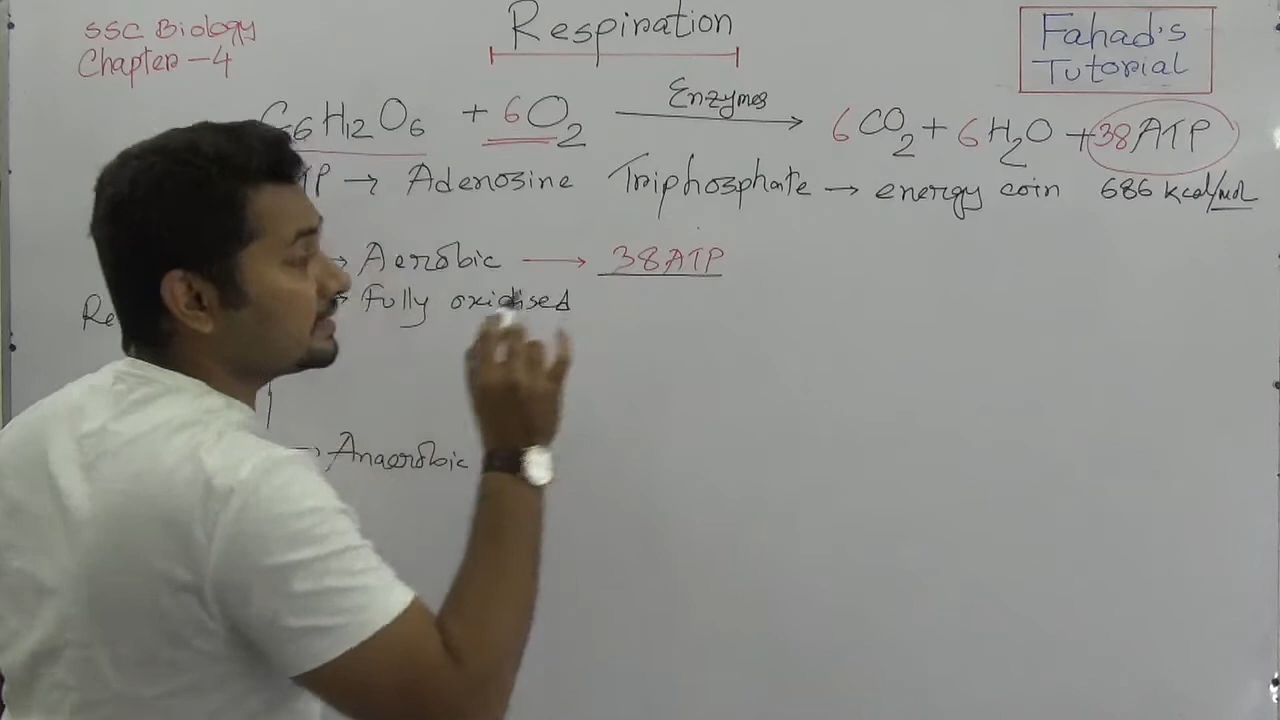 SSC Biology
Chapter - 4
Respiration
Fahad's
Tutorial
C6H12O6 + 6O2 Enzymes → 6CO2 + 6H2O + 38ATP
→ Adenosine Triphosphate → energy coin 686 kcal/mol
→ Aerobic → 38ATP
→ Fully oxidised
→ Anaerobic